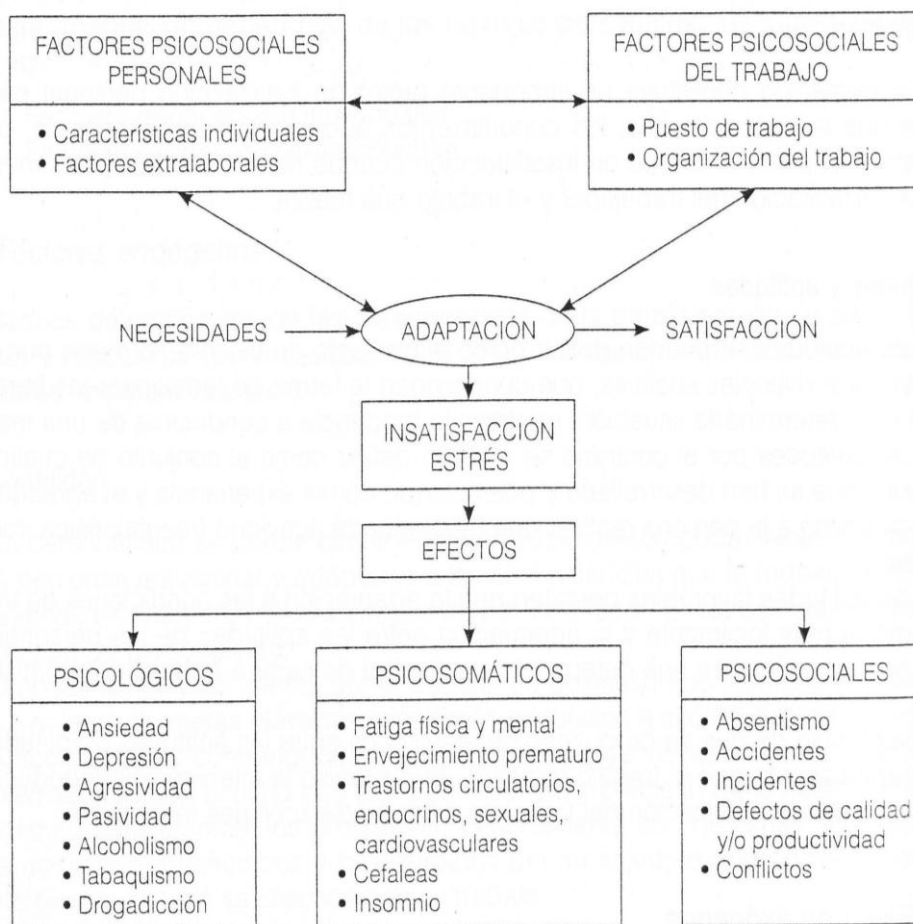 FACTORES PSICOSOCIALES
PERSONALES
• Características individuales
• Factores extralaborales
FACTORES PSICOSOCIALES
DEL TRABAJO
• Puesto de trabajo
• Organización del trabajo
NECESIDADES
ADAPTACIÓN
SATISFACCIÓN
INSATISFACCIÓN
ESTRÉS
EFECTOS
PSICOLÓGICOS
• Ansiedad
• Depresión
• Agresividad
• Pasividad
• Alcoholismo
• Tabaquismo
• Drogadicción
PSICOSOMÁTICOS
• Fatiga física y mental
• Envejecimiento prematuro
• Trastornos circulatorios,
endocrinos, sexuales,
cardiovasculares
• Cefaleas
• Insomnio
PSICOSOCIALES
• Absentismo
• Accidentes
• Incidentes
• Defectos de calidad
y/o productividad
• Conflictos